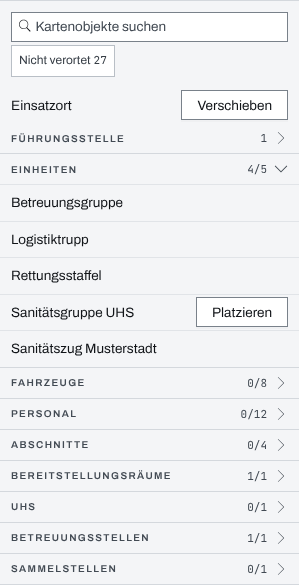 Kartenobjekte suchen
Nicht verortet 27
Einsatzort Verschieben
FÜHRUNGSSTELLE 1
EINHEITEN 4/5
Betreuungsgruppe
Logistiktrupp
Rettungsstaffel
Sanitätsgruppe UHS Platzieren
Sanitätszug Musterstadt
FAHRZEUGE 0/8
PERSONAL 0/12
ABSCHNITTE 0/4
BEREITSTELLUNGSRÄUME 1/1
UHS 0/1
BETREUUNGSSTELLEN 1/1
SAMMELSTELLEN 0/1